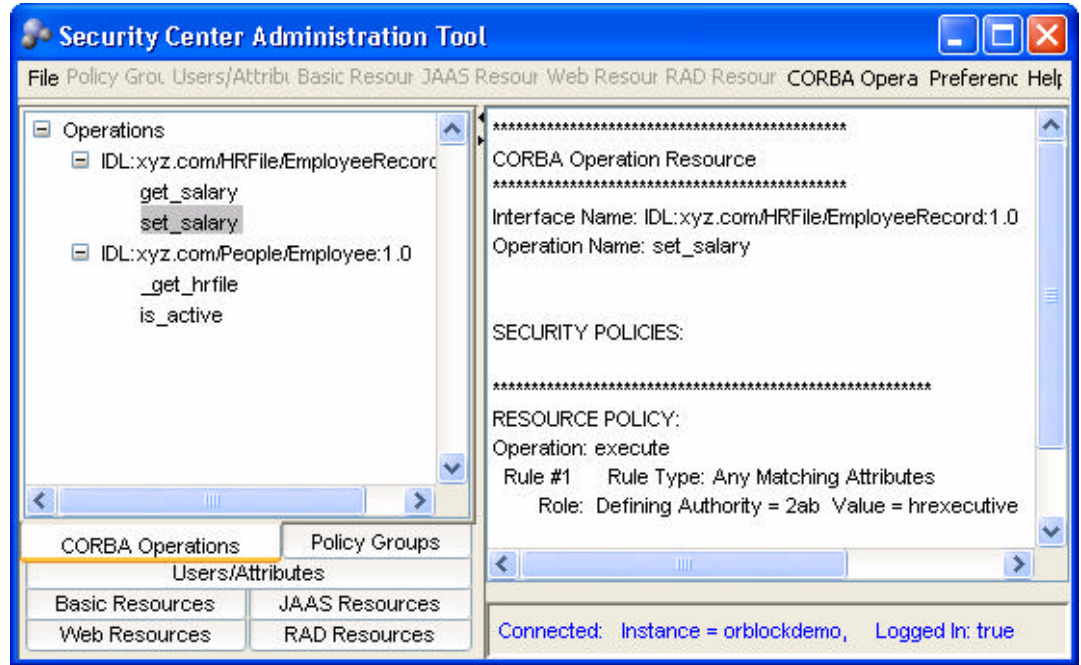 Security Center Administration Tool
File Policy Grou Users/Attribu Basic Resour JAAS Resour Web Resour RAD Resour CORBA Opera Preferenc Help
Operations
IDL:xyz.com/HRFile/EmployeeRecord
get_salary
set_salary
IDL:xyz.com/People/Employee:1.0
_get_hrfile
is_active
CORBA Operations
Policy Groups
Users/Attributes
Basic Resources
JAAS Resources
Web Resources
RAD Resources
**********************************************
CORBA Operation Resource
**********************************************
Interface Name: IDL:xyz.com/HRFile/EmployeeRecord:1.0
Operation Name: set_salary
SECURITY POLICIES:
*********************************************************
RESOURCE POLICY:
Operation: execute
Rule #1 Rule Type: Any Matching Attributes
Role: Defining Authority = 2ab Value = hrexecutive
Connected: Instance = orblockdemo, Logged In: true